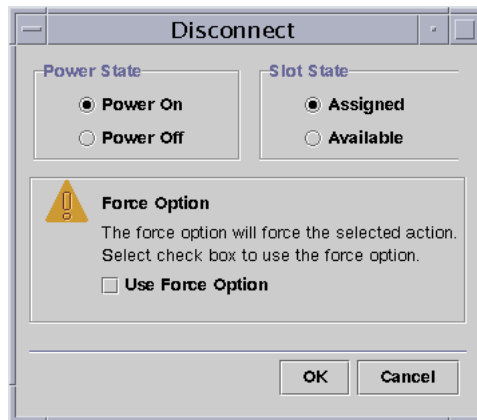 Disconnect
Power State
Power On
Power Off
Slot State
Assigned
Available
Force Option
The force option will force the selected action.
Select check box to use the force option.
Use Force Option
OK
Cancel